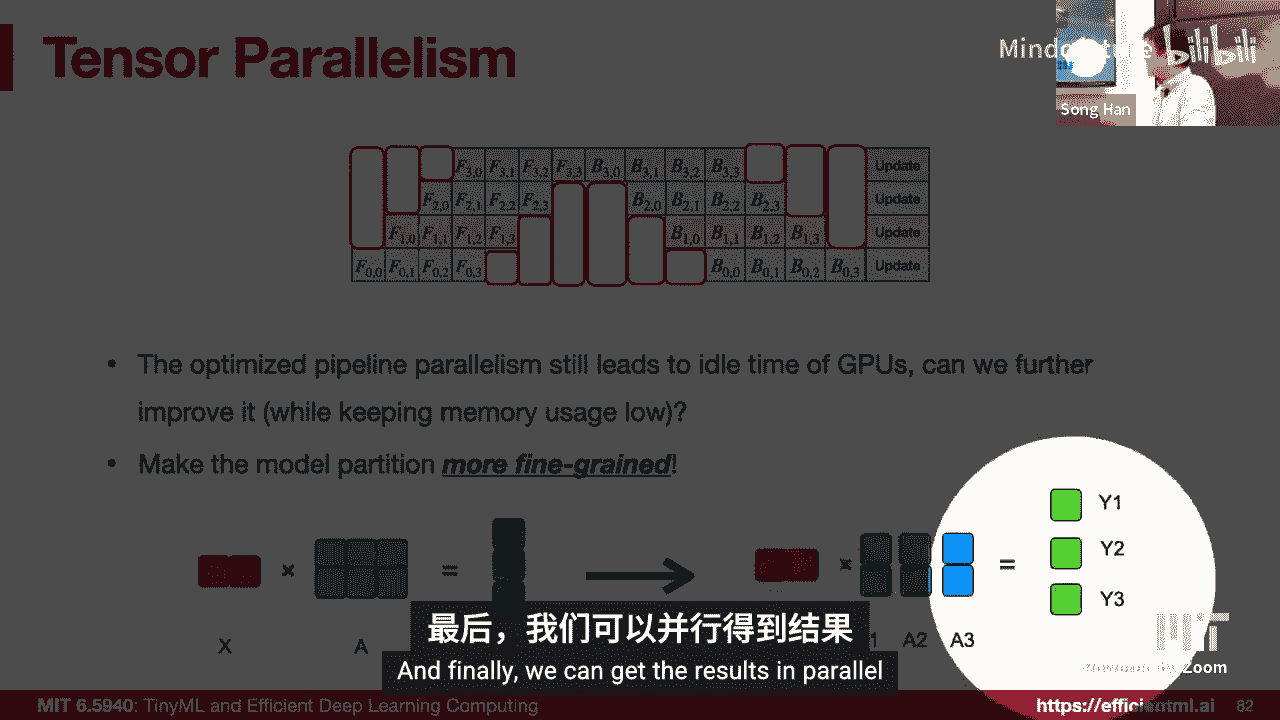 Tensor Parallelism
bilibili
Song Han
F3,0 F3,1 F3,2 F3,3 B3,0 B3,1 B3,2 B3,3 Update
F2,0 F2,1 F2,2 F2,3 B2,0 B2,1 B2,2 B2,3 Update
F1,0 F1,1 F1,2 F1,3 B1,0 B1,1 B1,2 B1,3 Update
F0,0 F0,1 F0,2 F0,3 B0,0 B0,1 B0,2 B0,3 Update
• The optimized pipeline parallelism still leads to idle time of GPUs, can we further
improve it (while keeping memory usage low)?
• Make the model partition more fine-grained!
Y1
Y2
Y3
× = × =
X A A2 A3
最后，我们可以并行得到结果
And finally, we can get the results in parallel
MIT
Zoom
MIT 6.5940: TinyML and Efficient Deep Learning Computing https://efficientml.ai 82